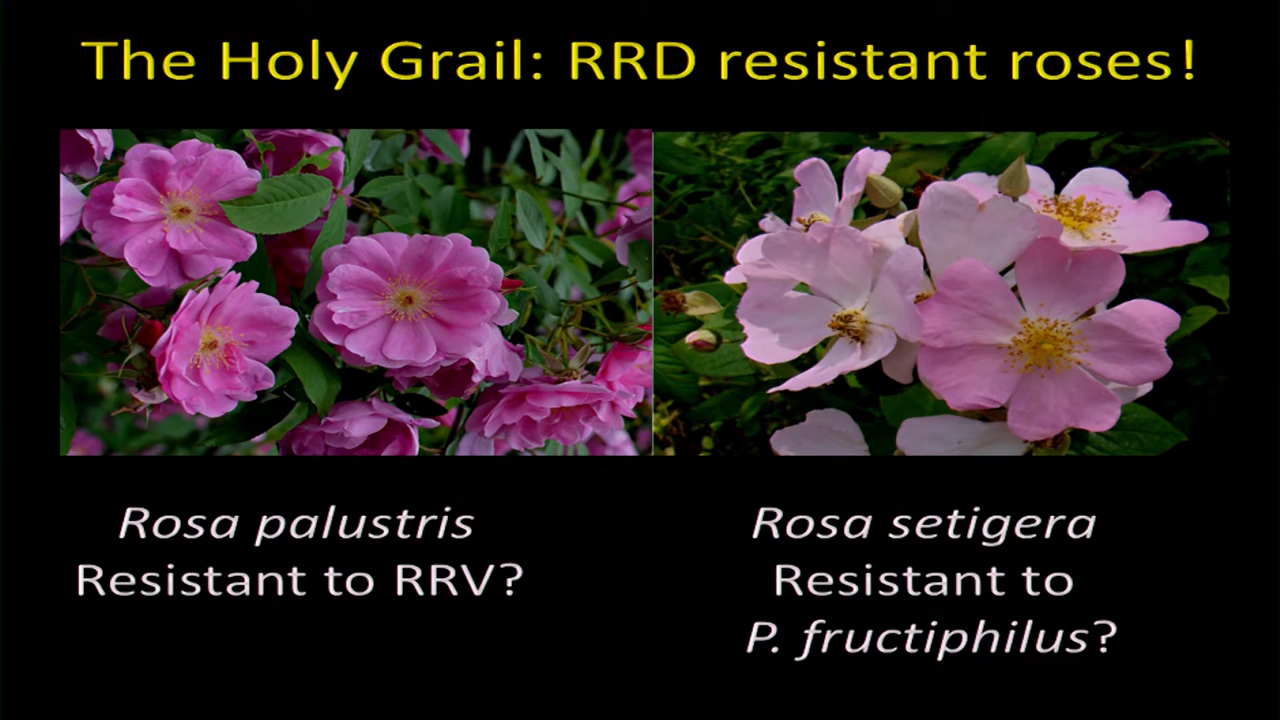 The Holy Grail: RRD resistant roses!
Rosa palustris
Resistant to RRV?
Rosa setigera
Resistant to
P. fructiphilus?